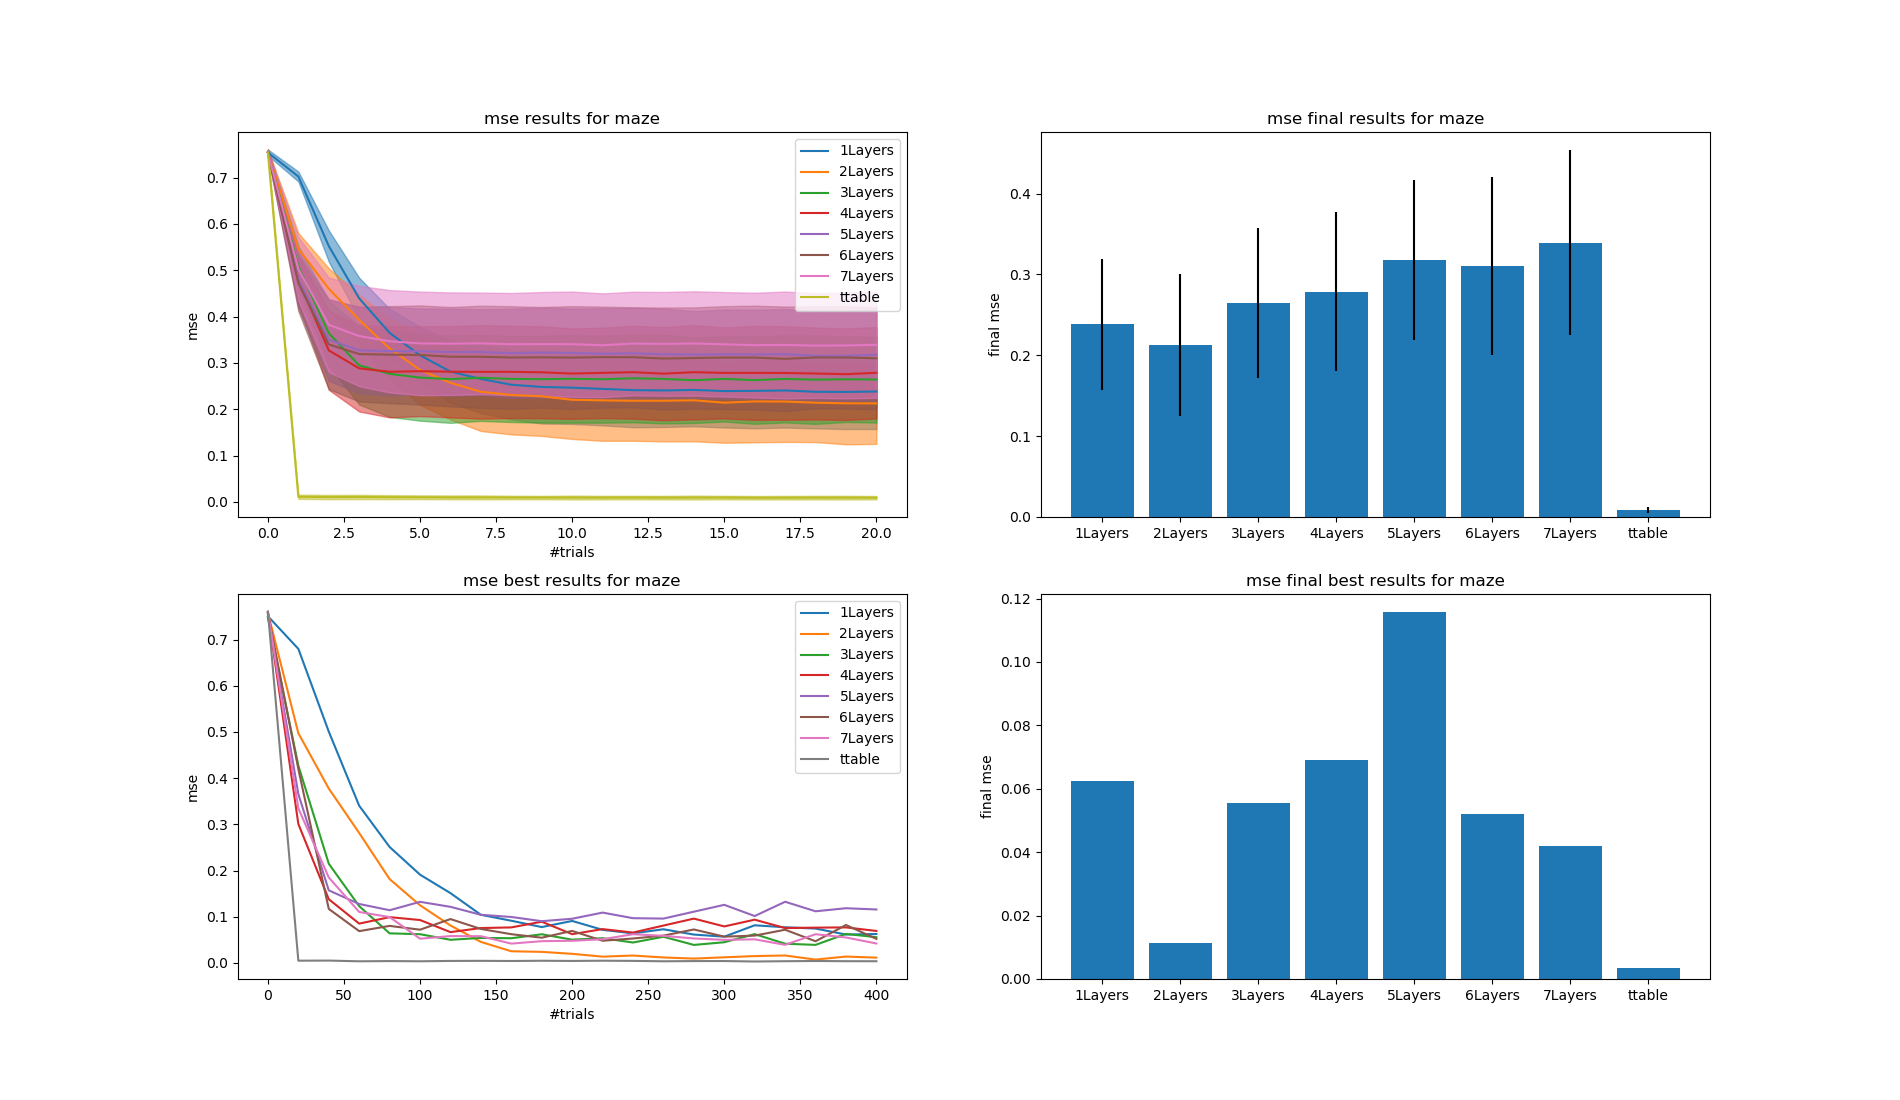 mse results for maze
mse
0.7
0.6
0.5
0.4
0.3
0.2
0.1
0.0
1Layers
2Layers
3Layers
4Layers
5Layers
6Layers
7Layers
ttable
0.0 2.5 5.0 7.5 10.0 12.5 15.0 17.5 20.0
#trials
mse final results for maze
final mse
0.4
0.3
0.2
0.1
0.0
1Layers 2Layers 3Layers 4Layers 5Layers 6Layers 7Layers ttable
mse best results for maze
mse
0.7
0.6
0.5
0.4
0.3
0.2
0.1
0.0
1Layers
2Layers
3Layers
4Layers
5Layers
6Layers
7Layers
ttable
0 50 100 150 200 250 300 350 400
#trials
mse final best results for maze
final mse
0.12
0.10
0.08
0.06
0.04
0.02
0.00
1Layers 2Layers 3Layers 4Layers 5Layers 6Layers 7Layers ttable